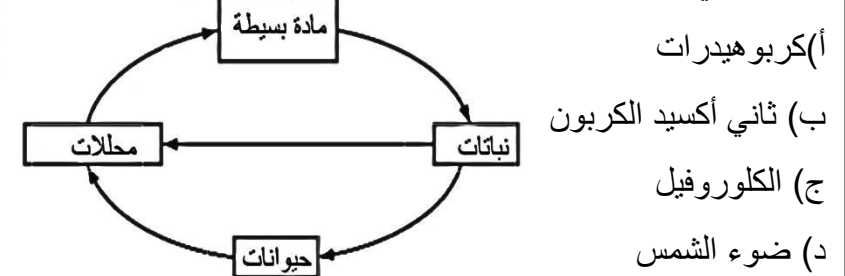 مادة بسيطة
أ)كربوهيدرات
ب) ثاني أكسيد الكربون
نباتات
محللات
ج) الكلوروفيل
د) ضوء الشمس
حيوانات